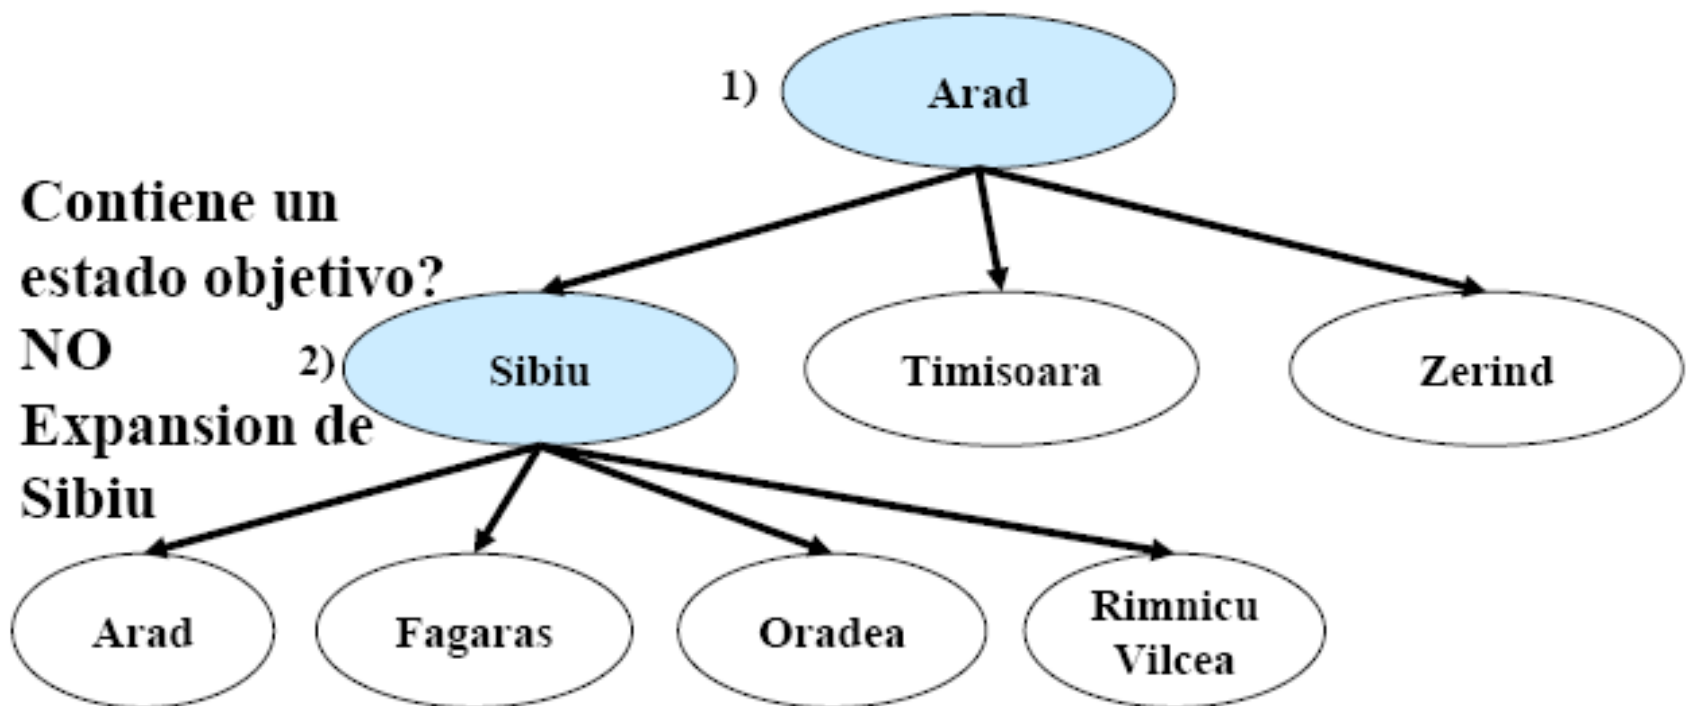 1)
Arad
Contiene un
estado objetivo?
NO
Expansion de
Sibiu
2)
Sibiu
Timisoara
Zerind
Arad
Fagaras
Oradea
Rimnicu
Vilcea